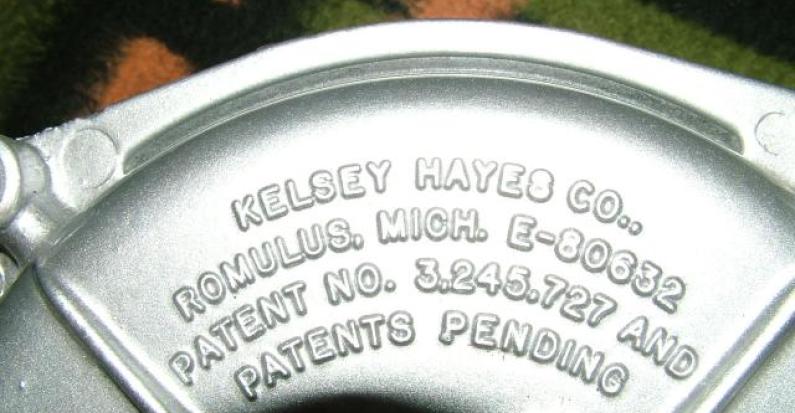 KELSEY HAYES CO.,
ROMULUS, MICH. E-80632
PATENT NO. 3,245,727 AND
PATENTS PENDING